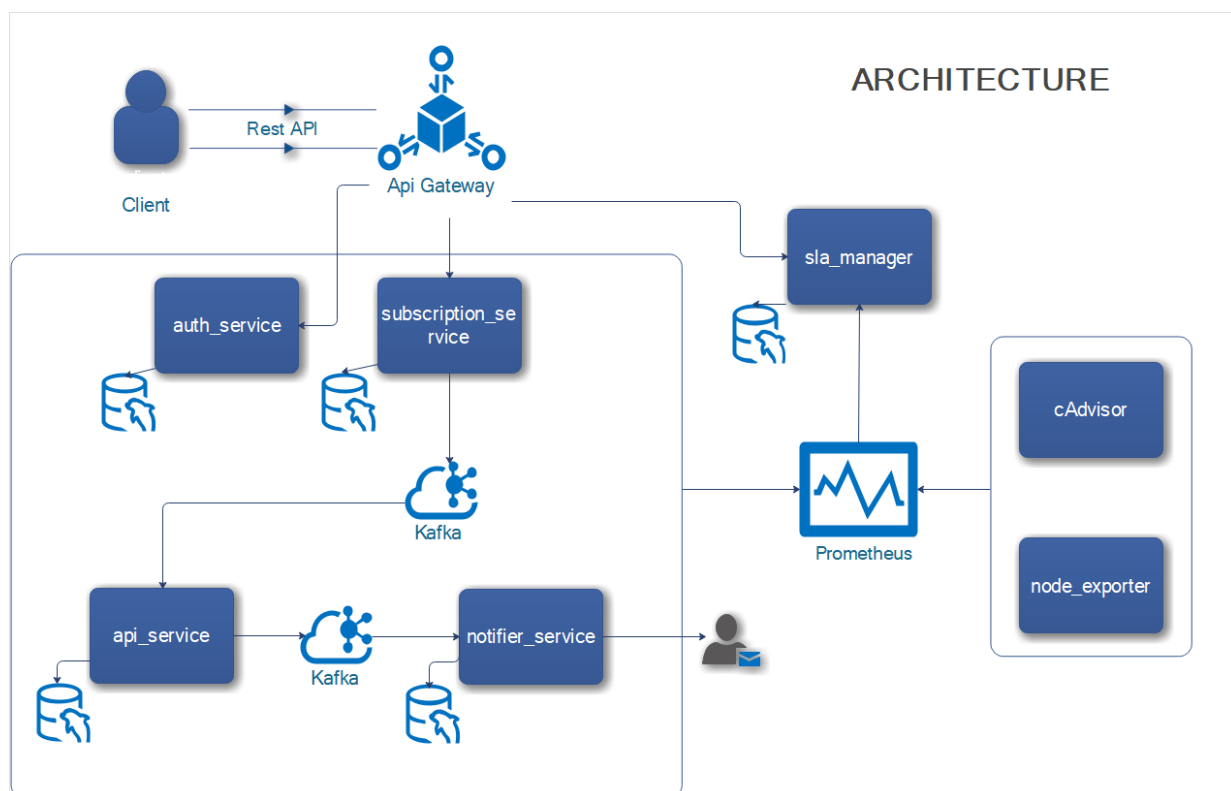 ARCHITECTURE
Rest API
Api Gateway
Client
sla_manager
auth_service
subscription_se
rvice
cAdvisor
Kafka
Prometheus
node_exporter
api_service
notifier_service
Kafka